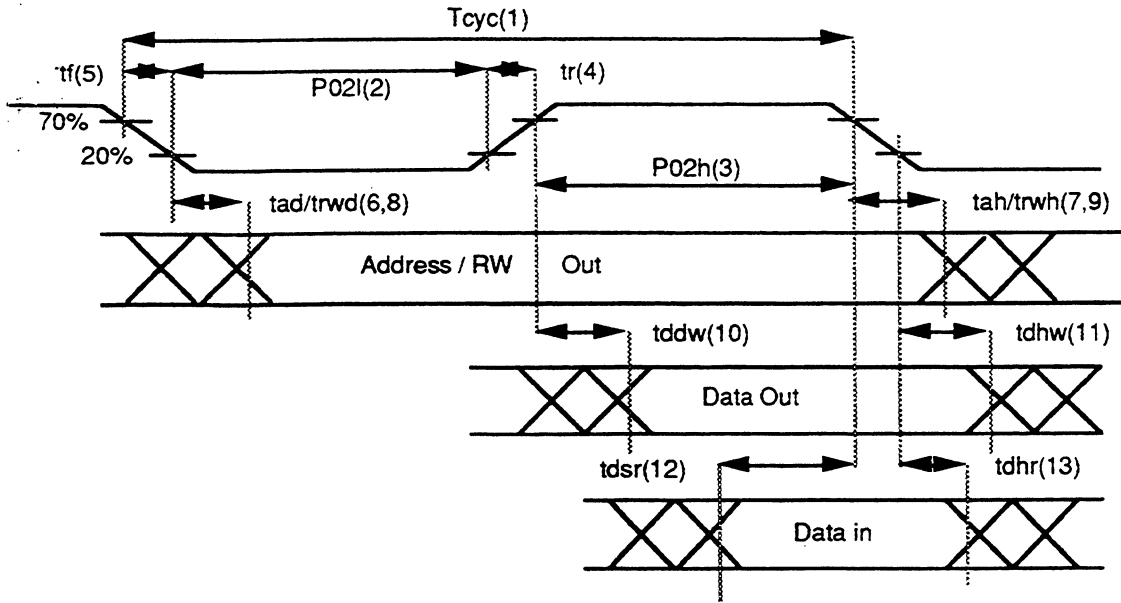 Tcyc(1)
tf(5)
P02l(2)
tr(4)
70%
20%
P02h(3)
tad/trwd(6,8)
tah/trwh(7,9)
Address / RW Out
tddw(10)
tdhw(11)
Data Out
tdsr(12)
tdhr(13)
Data in